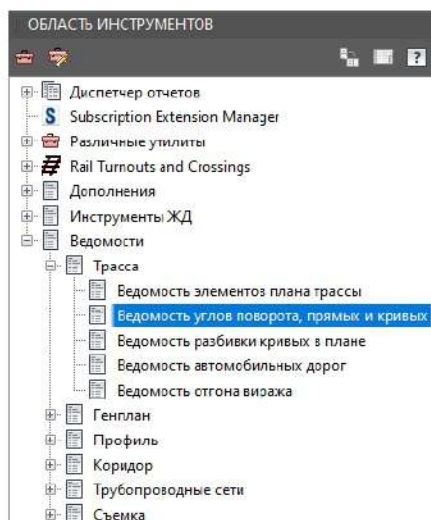 ОБЛАСТЬ ИНСТРУМЕНТОВ
Диспетчер отчетов
S Subscription Extension Manager
Различные утилиты
Rail Turnouts and Crossings
Дополнения
Инструменты ЖД
Ведомости
Трасса
Ведомость элементов плана трассы
Ведомость углов поворота, прямых и кривых
Ведомость разбивки кривых в плане
Ведомость автомобильных дорог
Ведомость отгона виража
Генплан
Профиль
Коридор
Трубопроводные сети
Съемка